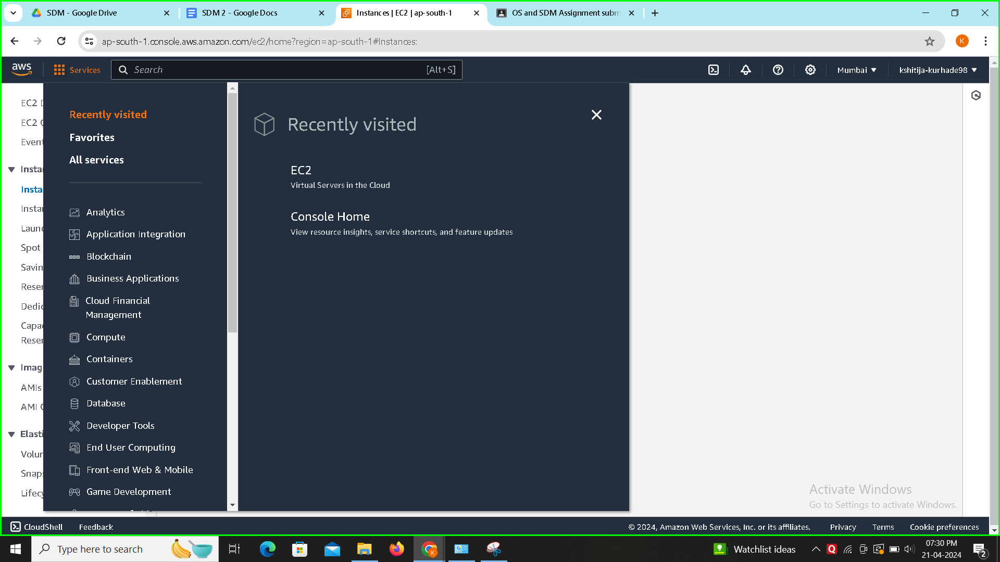 SDM - Google Drive
SDM 2 - Google Docs
Instances | EC2 | ap-south-1
OS and SDM Assignment subm
ap-south-1.console.aws.amazon.com/ec2/home?region=ap-south-1#Instances:
K
aws
Services
Search
[Alt+S]
Mumbai
kshitija-kurhade98
EC2
EC2
Event
Insta
Insta
Insta
Laun
Spot
Savin
Reser
Dedic
Capa
Reser
Imag
AMIs
AMI
Elasti
Volu
Snaps
Lifecy
Recently visited
Favorites
All services
Analytics
Application Integration
Blockchain
Business Applications
Cloud Financial
Management
Compute
Containers
Customer Enablement
Database
Developer Tools
End User Computing
Front-end Web & Mobile
Game Development
Recently visited
EC2
Virtual Servers in the Cloud
Console Home
View resource insights, service shortcuts, and feature updates
Activate Windows
Go to Settings to activate Windows.
CloudShell
Feedback
© 2024, Amazon Web Services, Inc. or its affiliates.
Privacy
Terms
Cookie preferences
Type here to search
K
Watchlist ideas
Q
07:30 PM
21-04-2024
2